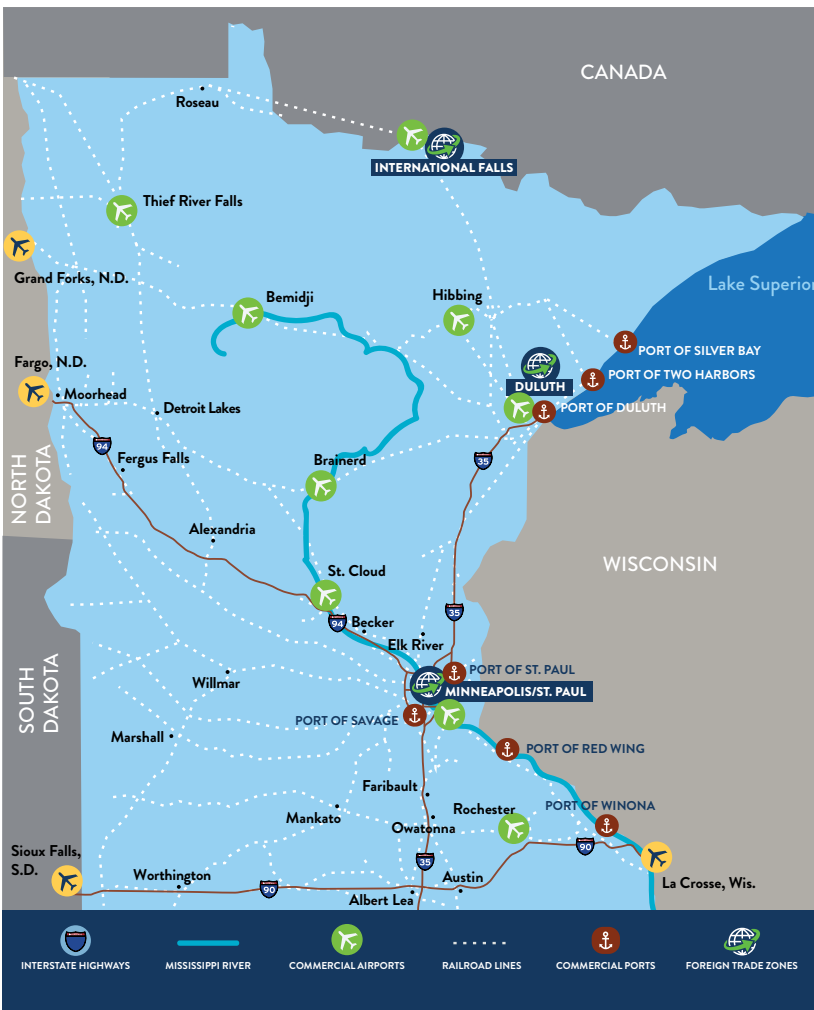 CANADA
Roseau
INTERNATIONAL FALLS
Thief River Falls
Grand Forks, N.D.
Lake Superior
Bemidji
Hibbing
PORT OF SILVER BAY
Fargo, N.D.
PORT OF TWO HARBORS
DULUTH
Moorhead
Detroit Lakes
PORT OF DULUTH
94
Fergus Falls
Brainerd
35
NORTH
DAKOTA
Alexandria
WISCONSIN
St. Cloud
35
94
Becker
Elk River
SOUTH
DAKOTA
Willmar
PORT OF ST. PAUL
MINNEAPOLIS/ST. PAUL
PORT OF SAVAGE
Marshall
PORT OF RED WING
Faribault
Mankato
Rochester
PORT OF WINONA
Owatonna
Sioux Falls,
S.D.
90
35
Worthington
90
Austin
La Crosse, Wis.
Albert Lea
INTERSTATE HIGHWAYS
MISSISSIPPI RIVER
COMMERCIAL AIRPORTS
RAILROAD LINES
COMMERCIAL PORTS
FOREIGN TRADE ZONES